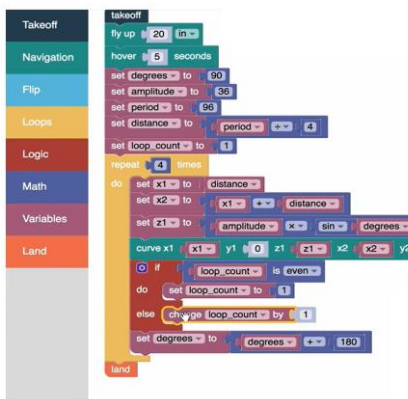 Takeoff
Navigation
Flip
Loops
Logic
Math
Variables
Land
takeoff
fly up 20 in
hover 5 seconds
set degrees to 90
set amplitude to 36
set period to 96
set distance to period ÷ 4
set loop_count to 1
repeat 4 times
do set x1 to distance
set x2 to x1 + distance
set z1 to amplitude × sin degrees
curve x1 x1 y1 0 z1 z1 x2 x2 y2
if loop_count is even
do set loop_count to 1
else change loop_count by 1
set degrees to degrees + 180
land